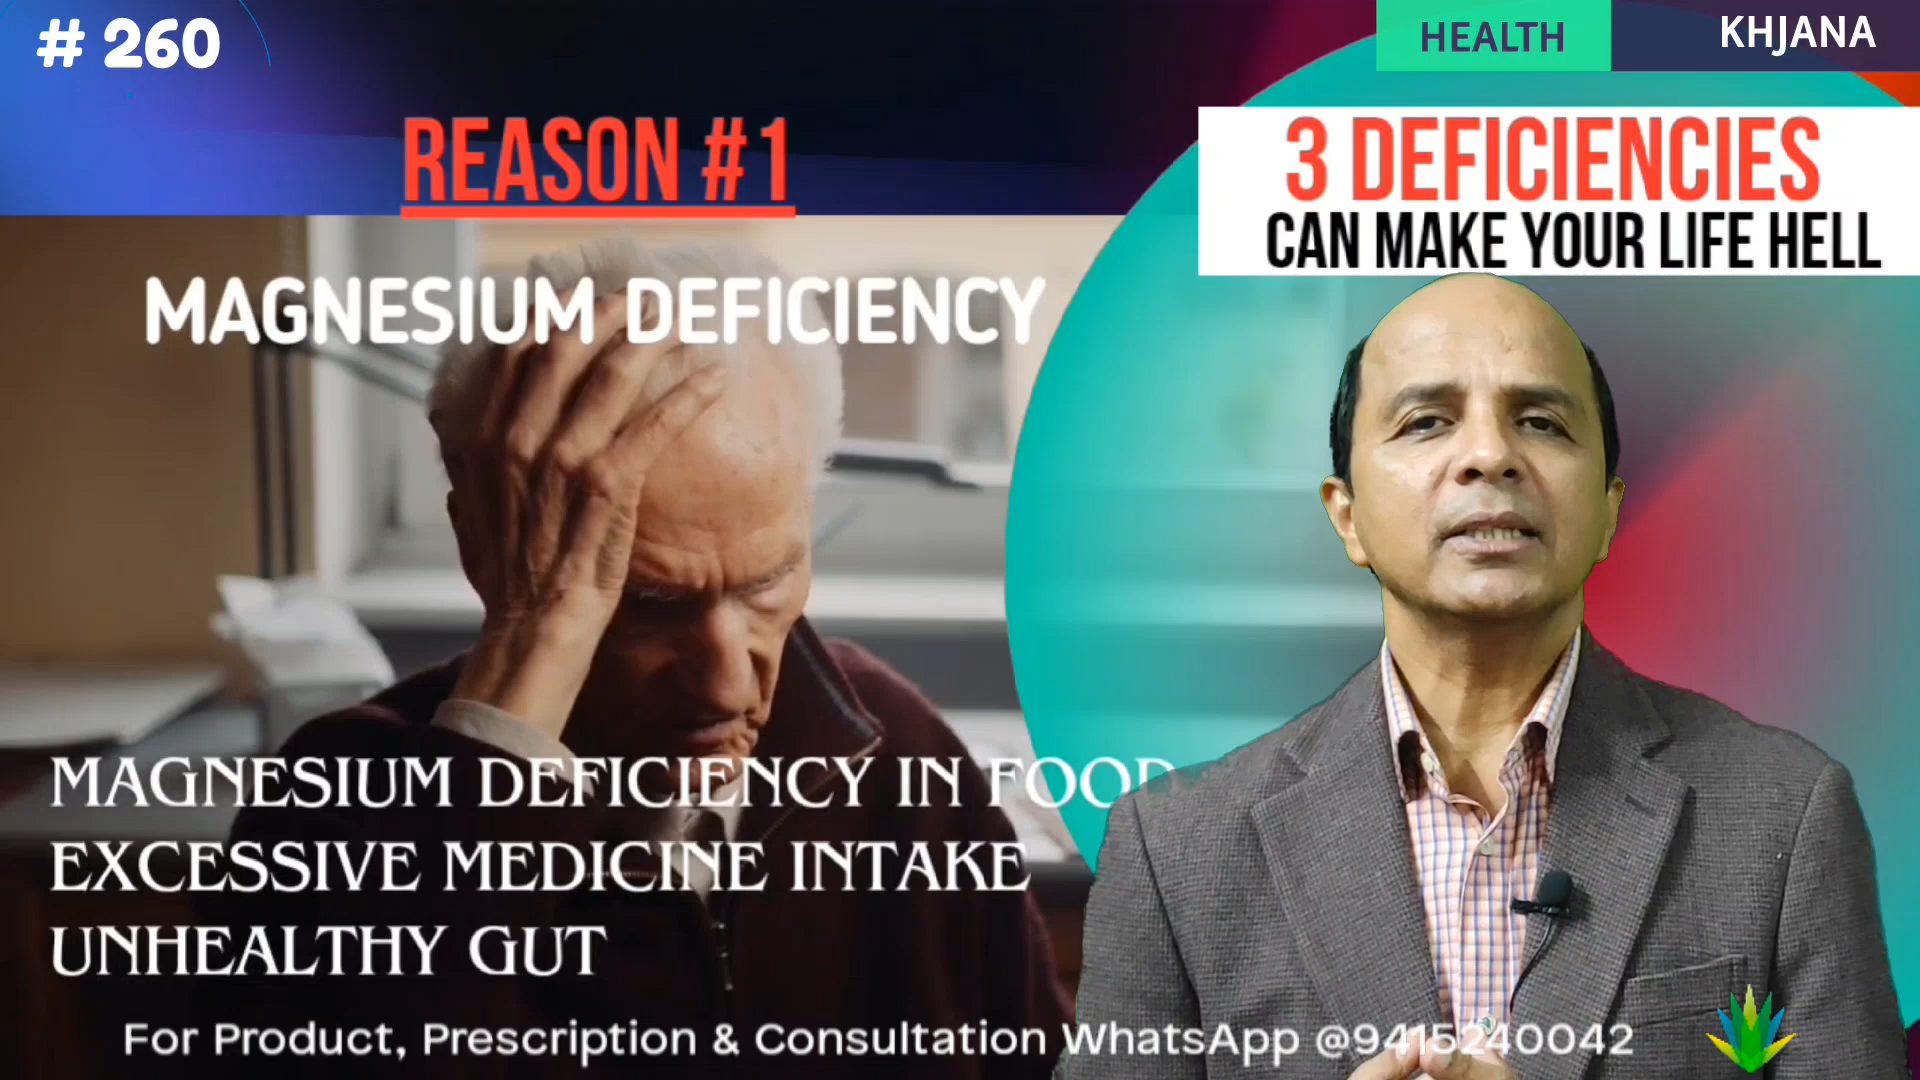 # 260
HEALTH
KHJANA
REASON #1
3 DEFICIENCIES
CAN MAKE YOUR LIFE HELL
MAGNESIUM DEFICIENCY
MAGNESIUM DEFICIENCY IN FOOD
EXCESSIVE MEDICINE INTAKE
UNHEALTHY GUT
For Product, Prescription & Consultation WhatsApp @9415240042